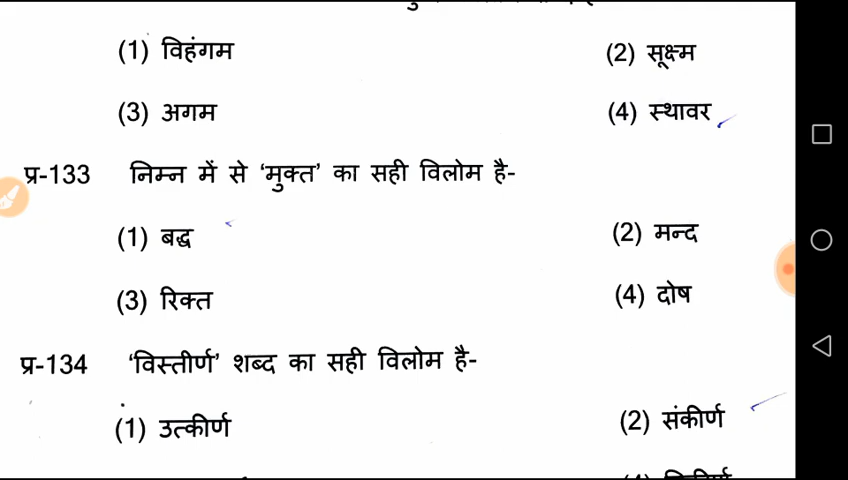 (1) विहंगम (2) सूक्ष्म
(3) अगम (4) स्थावर
प्र-133 निम्न में से ‘मुक्त’ का सही विलोम है-
(1) बद्ध (2) मन्द
(3) रिक्त (4) दोष
प्र-134 ‘विस्तीर्ण’ शब्द का सही विलोम है-
(1) उत्कीर्ण (2) संकीर्ण